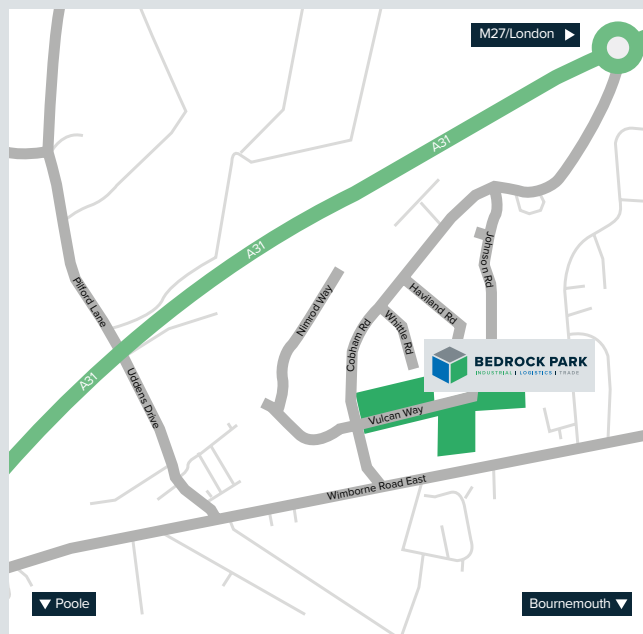 M27/London ▶
A31
A31
Johnson Rd
Pilford Lane
Nimrod Way
Haviland Rd
Whittle Rd
Cobham Rd
BEDROCK PARK
INDUSTRIAL | LOGISTICS | TRADE
A31
Uddens Drive
Vulcan Way
Wimborne Road East
▼ Poole
Bournemouth ▼